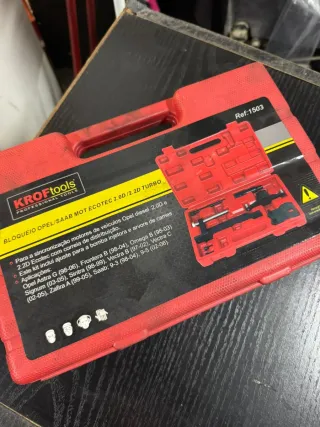 KROFtools
PROFESSIONAL TOOLS
Ref:1503
BLOQUEIO OPEL/SAAB MOT ECOTEC 2.0D/2.2D TURBO
• Para a sincronização motores de veículos Opel diesel 2.0D e
2.2D Ecotec com correia de distribuição.
• Este kit inclui ajuste para a bomba injetora e arvore de cames
Aplicações:
Opel Astra G (98-05), Frontera B (98-04), Omega B (98-03)
Signum (03-05), Sintra (96-99), Vectra B (97-02), Vectra C
(02-05), Zafira A (99-05), Saab: 9-3 (98-04), 9-5 (02-06)